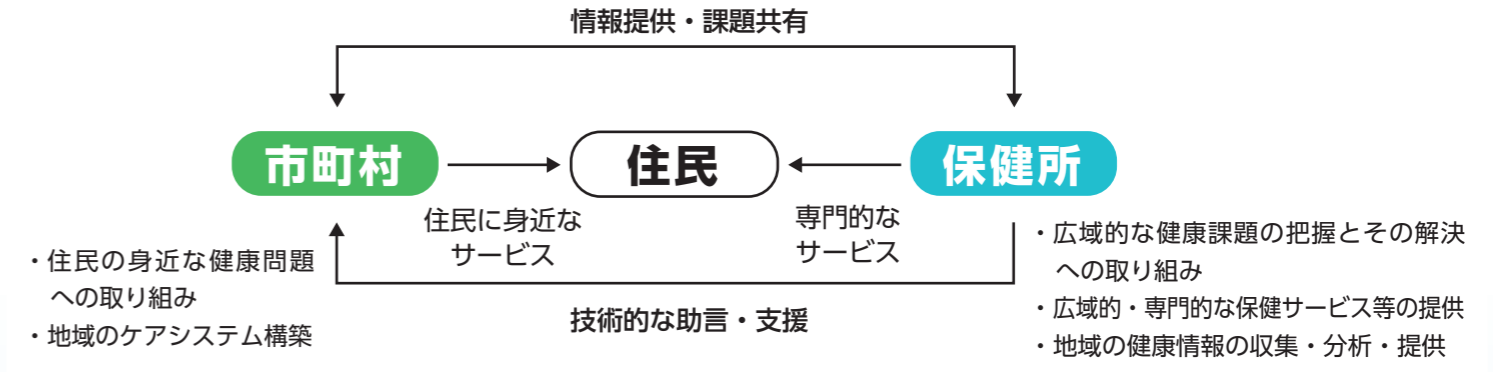 情報提供・課題共有
市町村
住民
保健所
住民に身近な
サービス
専門的な
サービス
・住民の身近な健康問題
への取り組み
・地域のケアシステム構築
技術的な助言・支援
・広域的な健康課題の把握とその解決
への取り組み
・広域的・専門的な保健サービス等の提供
・地域の健康情報の収集・分析・提供